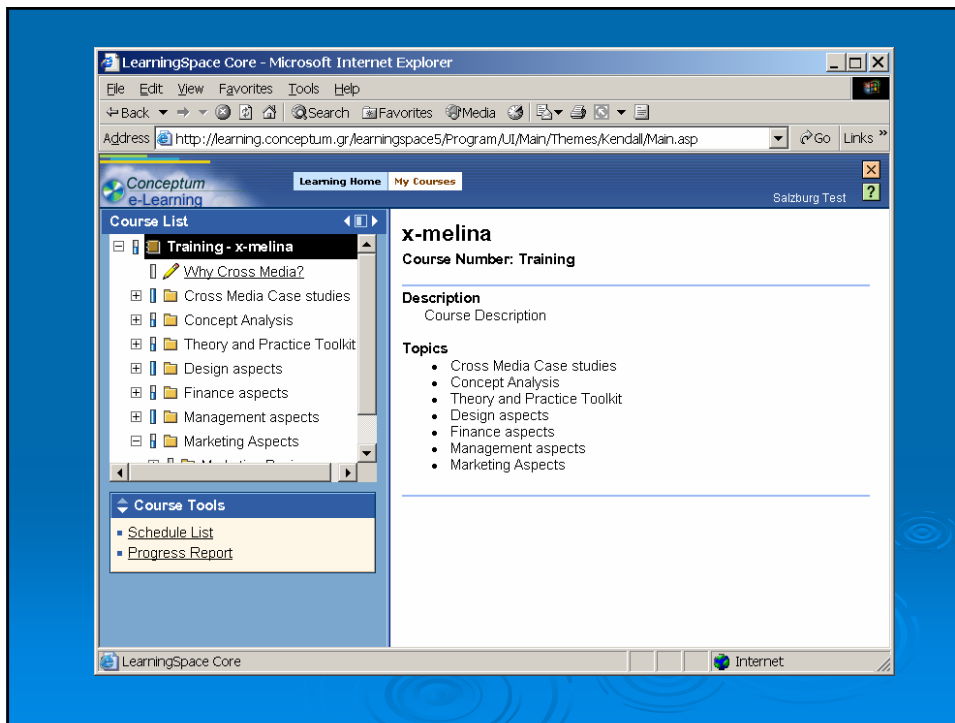 LearningSpace Core - Microsoft Internet Explorer
File Edit View Favorites Tools Help
Back Search Favorites Media
Address http://learning.conceptum.gr/learningspace5/Program/UI/Main/Themes/Kendall/Main.asp Go Links »
Conceptum
e-Learning
Learning Home My Courses
Salzburg Test ?
Course List
Training - x-melina
Why Cross Media?
Cross Media Case studies
Concept Analysis
Theory and Practice Toolkit
Design aspects
Finance aspects
Management aspects
Marketing Aspects
Course Tools
Schedule List
Progress Report
x-melina
Course Number: Training
Description
Course Description
Topics
• Cross Media Case studies
• Concept Analysis
• Theory and Practice Toolkit
• Design aspects
• Finance aspects
• Management aspects
• Marketing Aspects
LearningSpace Core Internet